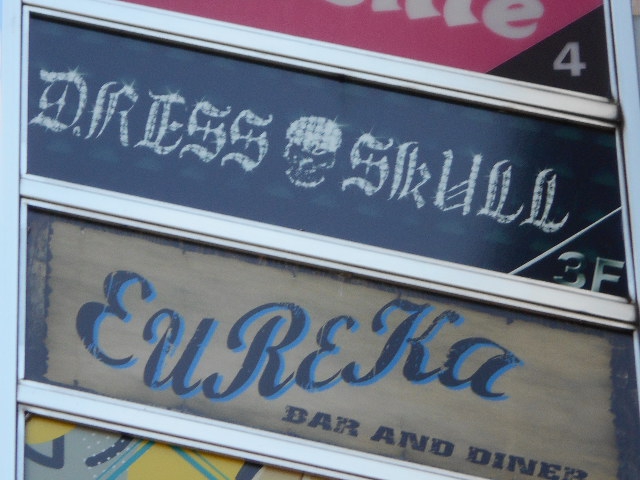 4
DRESS SKULL
3F
EUREKA
BAR AND DINER